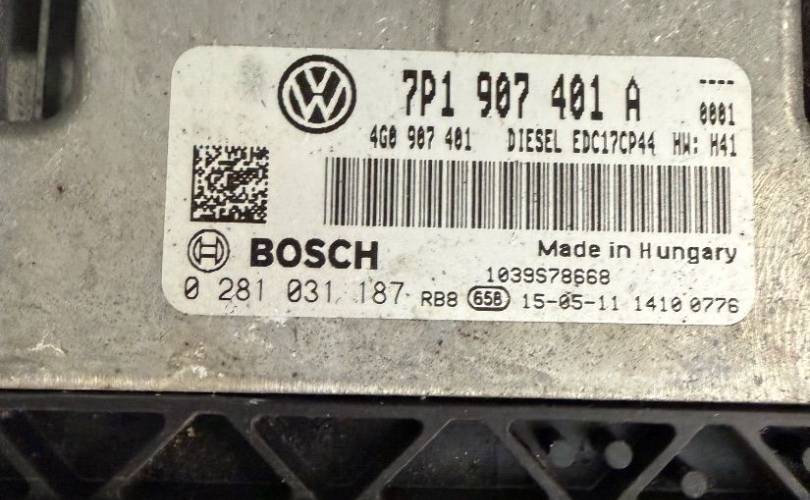 7P1 907 401 A ----
0001
4G0 907 401 DIESEL EDC17CP44 HW: H41
BOSCH Made in Hungary
1039S78668
0 281 031 187 RB8 658 15-05-11 1410 0776